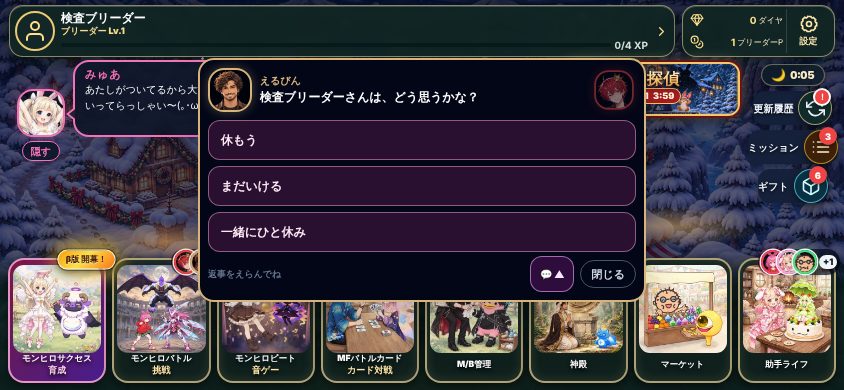 検査ブリーダー
ブリーダー Lv.1
0/4 XP
0 ダイヤ
1 ブリーダーP
設定
みゅあ
あたしがついてるから大
いってらっしゃい〜(｡･ω
隠す
えるびん
検査ブリーダーさんは、どう思うかな？
休もう
まだいける
一緒にひと休み
返事をえらんでね
閉じる
探偵
3:59
0:05
更新履歴
!
ミッション
3
ギフト
6
β版 開幕！
+1
モンヒロサクセス
育成
モンヒロバトル
挑戦
モンヒロビート
音ゲー
MFバトルカード
カード対戦
M/B管理
神殿
マーケット
助手ライフ